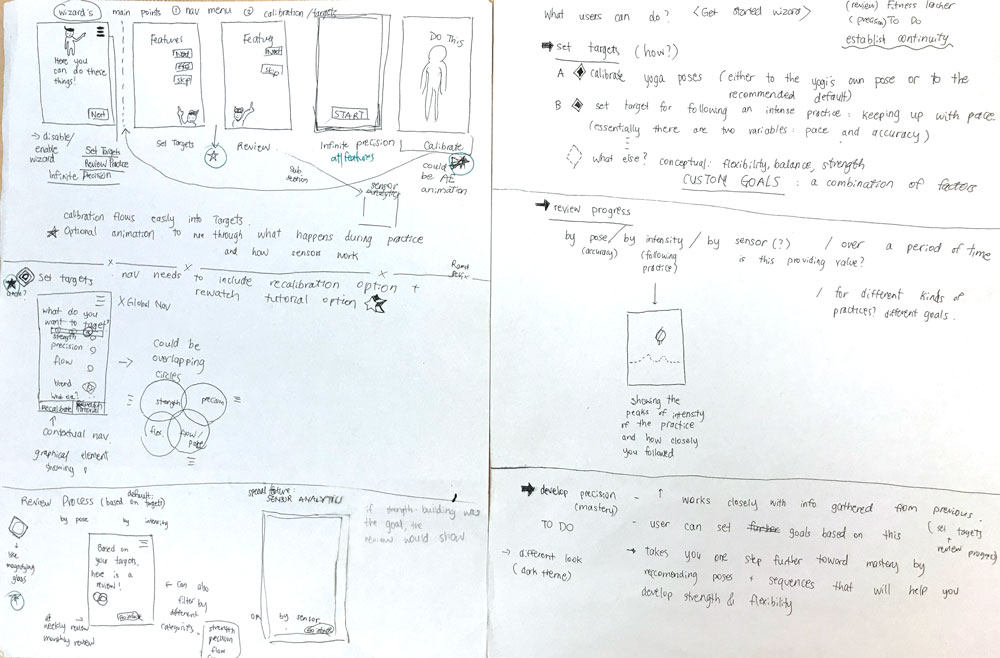 wizard's main points ① nav menu ② calibration/targets
Here you
can do these
things!
Next
Features
Next
Skip
Feature
Next
Skip
START
DO This
→ disable/
enable
wizard
Set Targets
Review Practice
Infinite Precision
Set Targets
Review
Infinite precision
all features
Calibrate
could
be AE
animation
Sub
section
sensor
calibration flows easily into Targets.
Optional animation to run through what happens during practice
and how sensors work
Set targets
nav needs to include recalibration option +
rewatch tutorial option
X Global Nav
what do you
want to target?
strength
precision
flow
blend
what else?
Recalibrate
Tutorial
→ could be
overlapping
circles
strength
precision
flex.
flow/
pace
contextual nav.
graphical element
showing
REVIEW PROCESS (based on targets)
default:
by pose by intensity
like
magnifying
glass
Based on
your targets,
here is a
review!
weekly review
monthly review
← can also
filter by
different
categories
strength
precision
flow
special feature:
SENSOR ANALYTICS
OR
by sensor
if strength-building was
the goal, the
review would show
what users can do? <Get started wizard>
(review) Fitness tracker
(precision) TO DO
establish continuity
→ set targets (how?)
A calibrate yoga poses (either to the yogi's own pose or to the
recommended
default)
B set target for following an intense practice: keeping up with pace
(essentially there are two variables: pace and accuracy)
what else? conceptual: flexibility, balance, strength
CUSTOM GOALS : a combination of factors
→ review progress
by pose / by intensity / by sensor (?) / over a period of time
(accuracy) (following
practice)
is this providing value?
/ for different kinds of
practices? different goals.
showing the
peaks of intensity
of the practice
and how closely
you followed
→ develop precision
(mastery)
- ↑ works closely with info gathered from previous.
(set targets
+
review progress)
TO DO
- user can set further goals based on this
→ different look
(dark theme)
→ takes you one step further toward mastery by
recommending poses + sequences that will help you
develop strength & flexibility